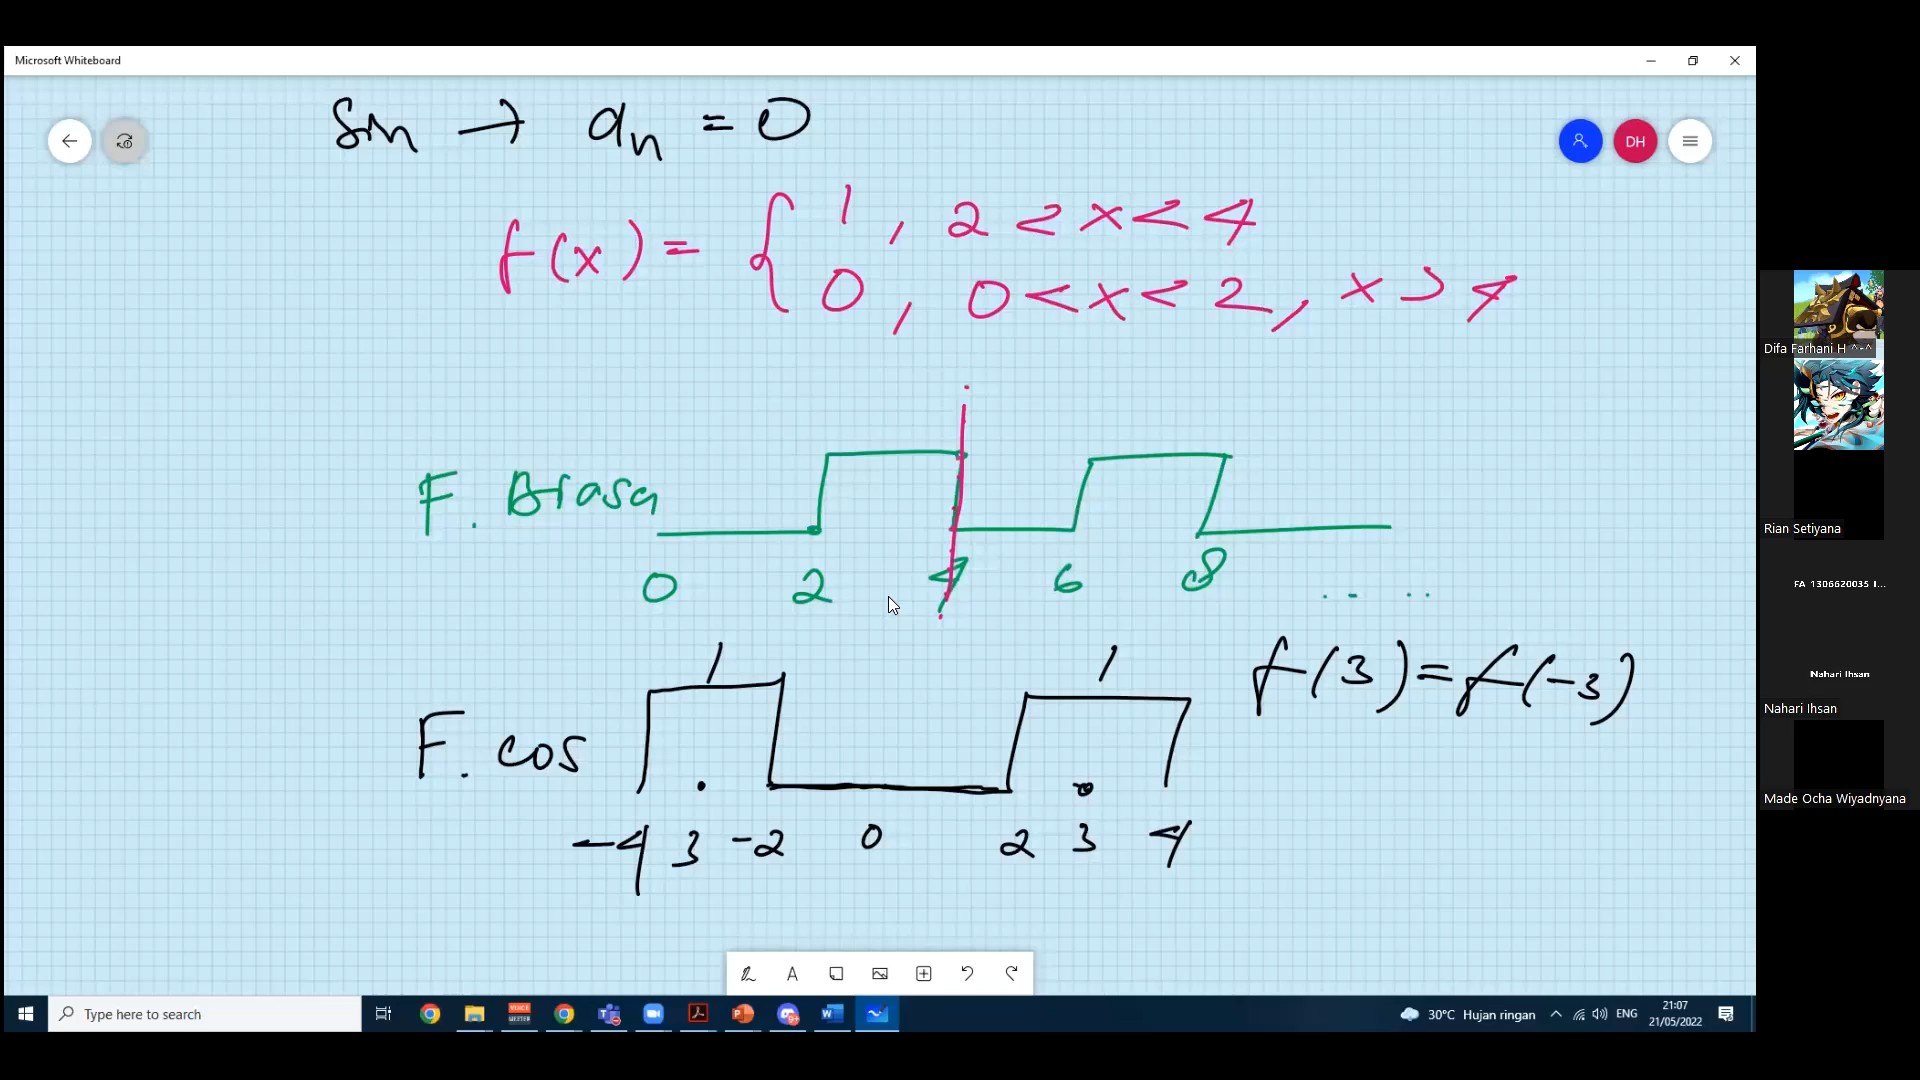 Microsoft Whiteboard
sin → an = 0
DH
f(x) = { 1 , 2 < x < 4
0 , 0 < x < 2 , x > 4
F. Biasa
0 2 4 6 8 .. ..
1 1 f(3) = f(-3)
F. cos
-4 3 -2 0 2 3 4
Difa Farhani H ^-^
Rian Setiyana
FA 1306620035 I...
Nahari Ihsan
Nahari Ihsan
Made Ocha Wiyadnyana
Type here to search
30°C Hujan ringan
ENG
21:07
21/05/2022